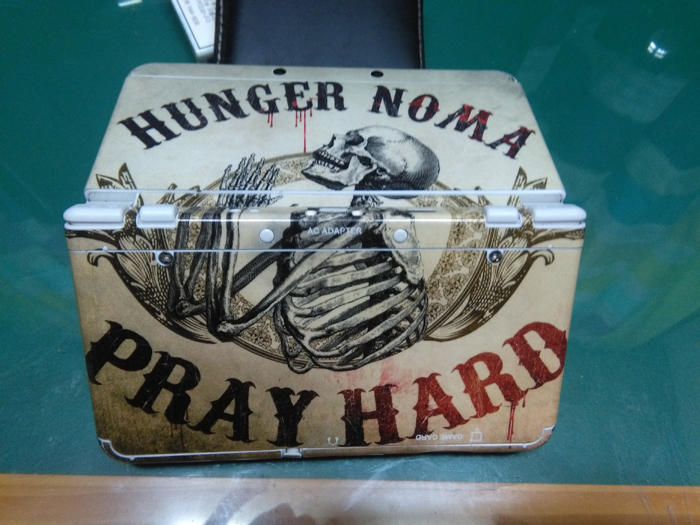 HUNGER NOMA
AC ADAPTER
PRAY HARD
GAME CARD